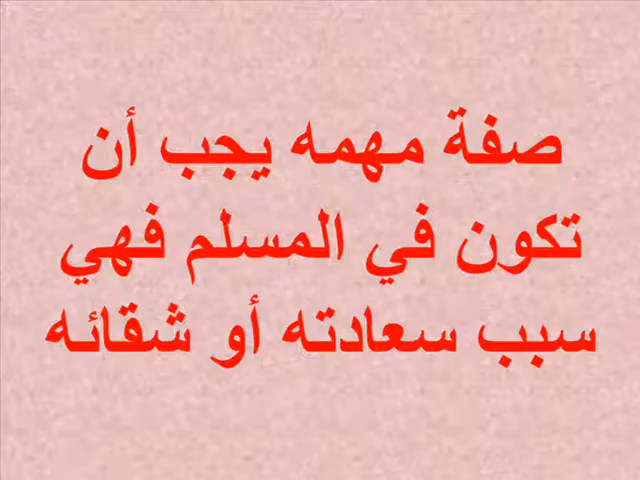 صفة مهمه يجب أن
تكون في المسلم فهي
سبب سعادته أو شقائه